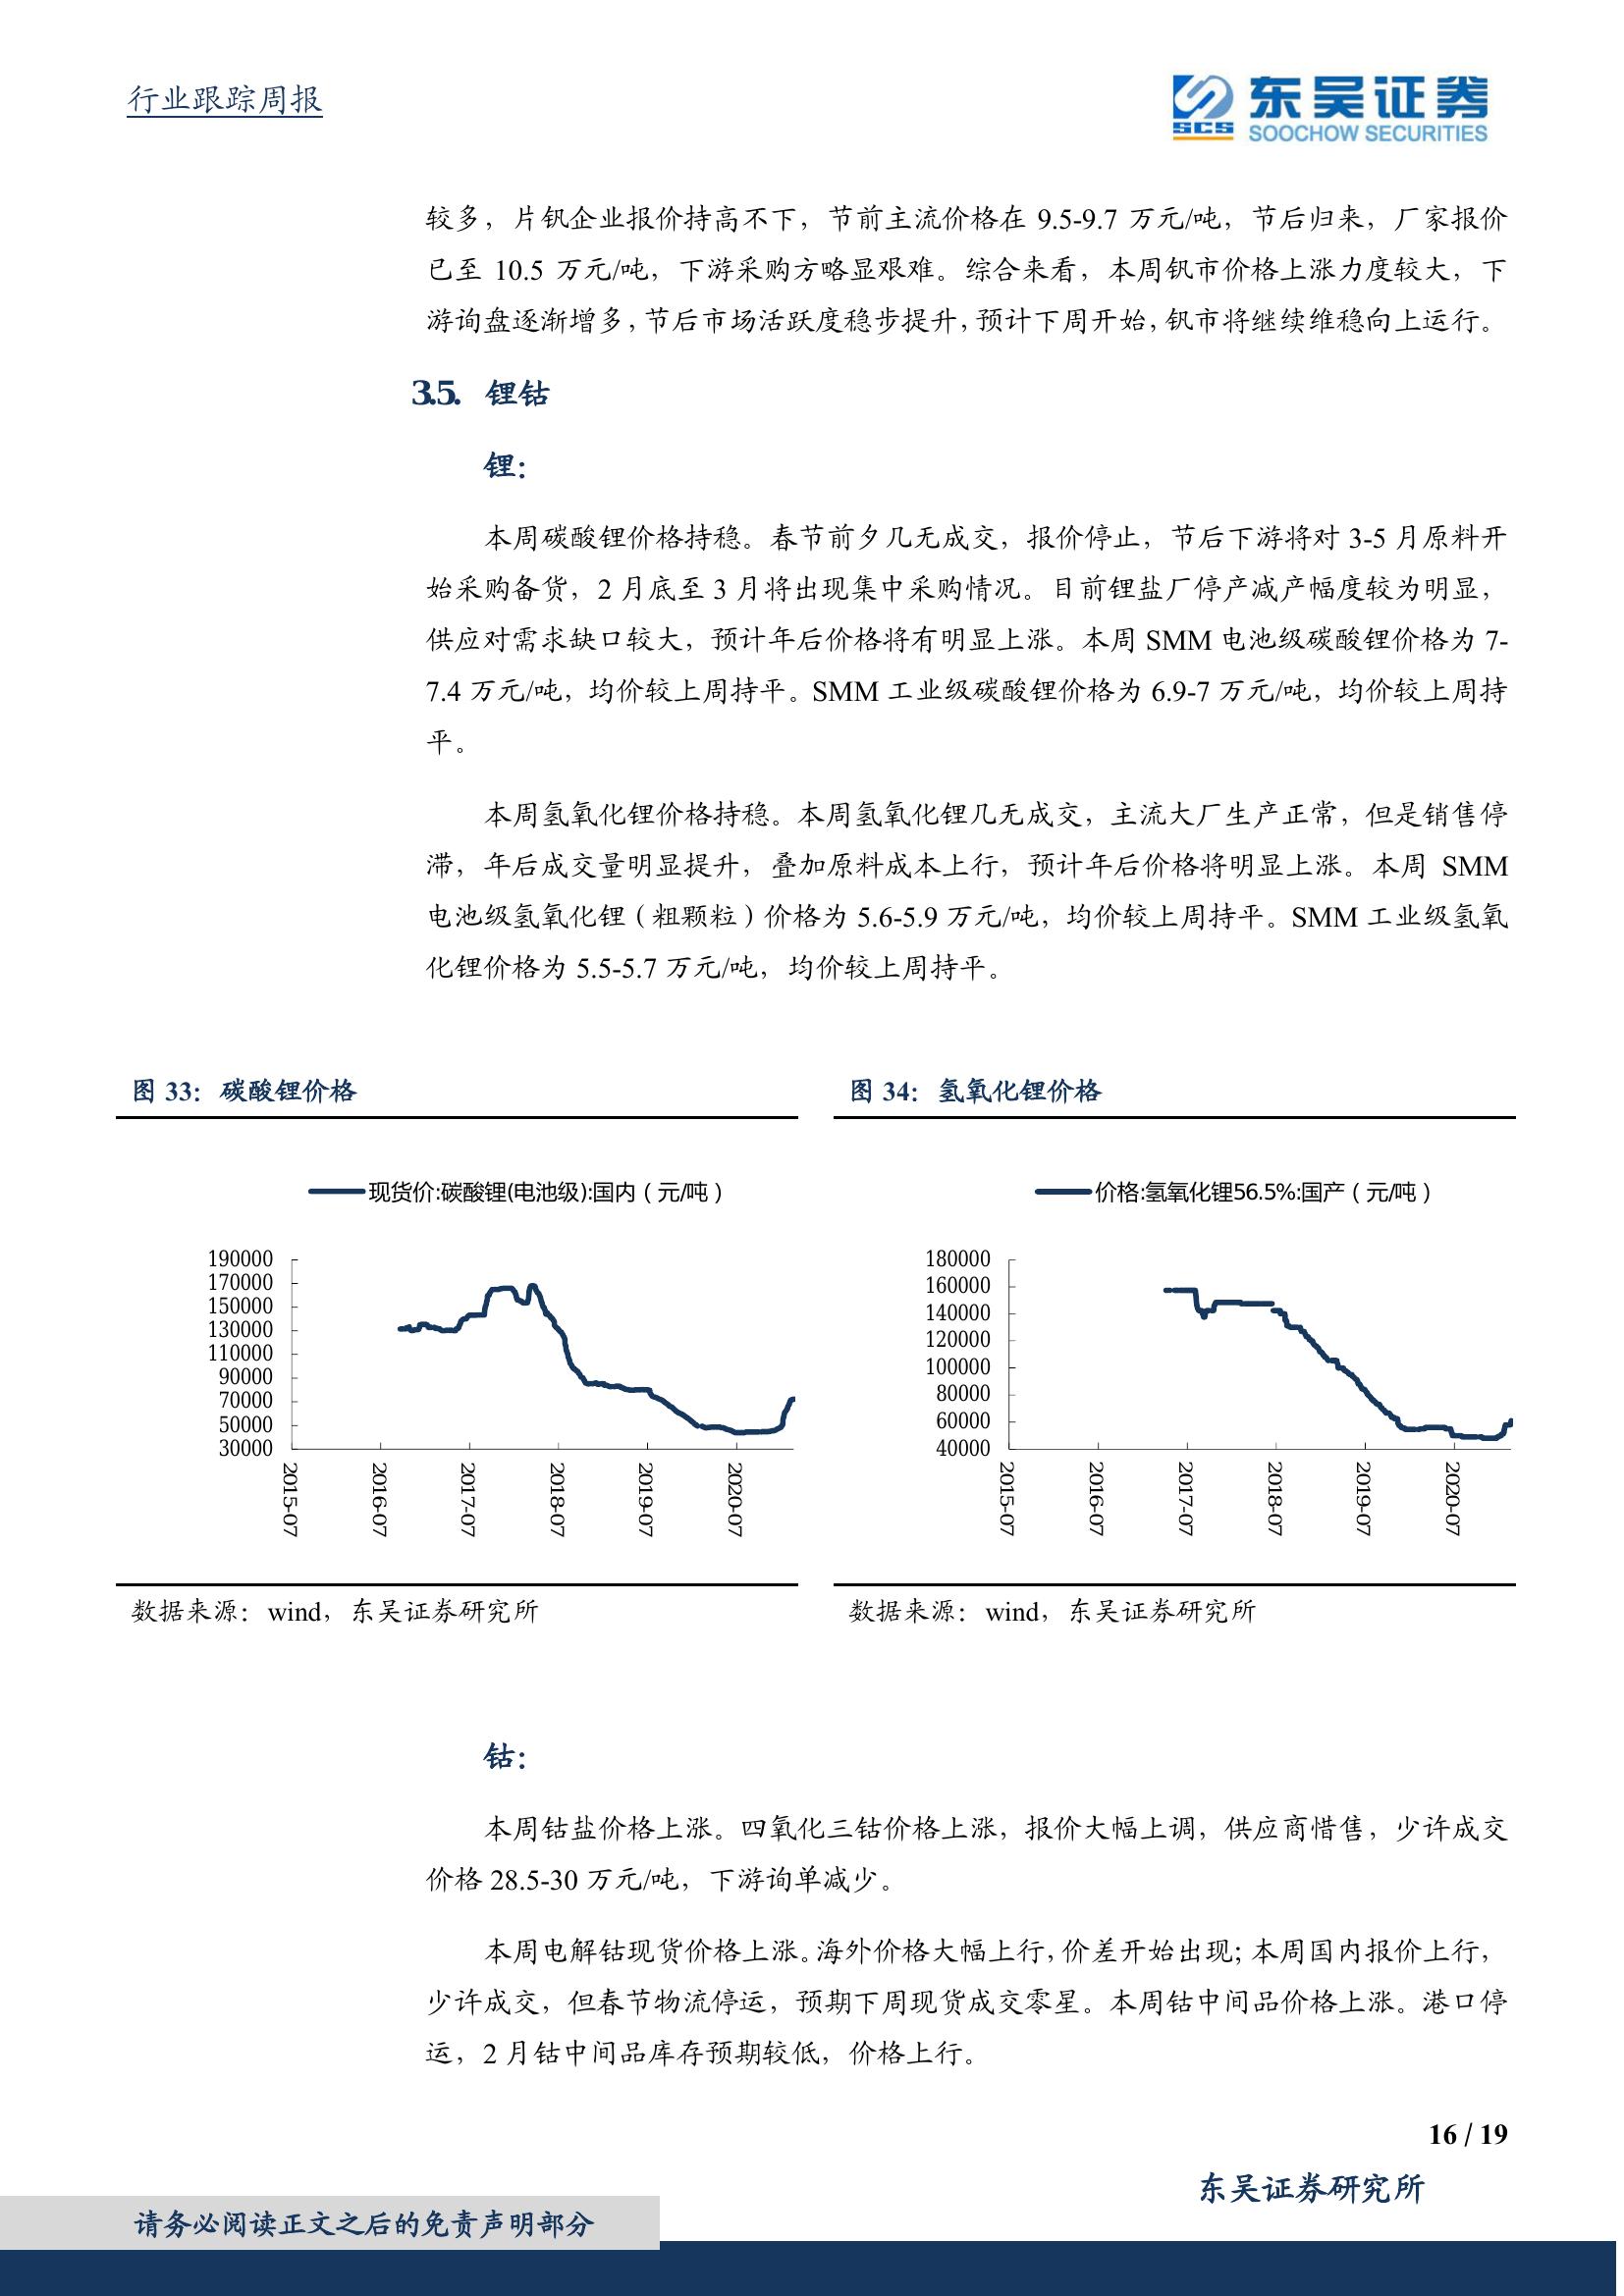 行业跟踪周报
SCS
东吴证券
SOOCHOW SECURITIES
较多，片钒企业报价持高不下，节前主流价格在 9.5-9.7 万元/吨，节后归来，厂家报价
已至 10.5 万元/吨，下游采购方略显艰难。综合来看，本周钒市价格上涨力度较大，下
游询盘逐渐增多，节后市场活跃度稳步提升，预计下周开始，钒市将继续维稳向上运行。
3.5. 锂钴
锂：
本周碳酸锂价格持稳。春节前夕几无成交，报价停止，节后下游将对 3-5 月原料开
始采购备货，2 月底至 3 月将出现集中采购情况。目前锂盐厂停产减产幅度较为明显，
供应对需求缺口较大，预计年后价格将有明显上涨。本周 SMM 电池级碳酸锂价格为 7-
7.4 万元/吨，均价较上周持平。SMM 工业级碳酸锂价格为 6.9-7 万元/吨，均价较上周持
平。
本周氢氧化锂价格持稳。本周氢氧化锂几无成交，主流大厂生产正常，但是销售停
滞，年后成交量明显提升，叠加原料成本上行，预计年后价格将明显上涨。本周 SMM
电池级氢氧化锂（粗颗粒）价格为 5.6-5.9 万元/吨，均价较上周持平。SMM 工业级氢氧
化锂价格为 5.5-5.7 万元/吨，均价较上周持平。
图 33：碳酸锂价格
现货价:碳酸锂(电池级):国内（元/吨）
190000
170000
150000
130000
110000
90000
70000
50000
30000
2015-07
2016-07
2017-07
2018-07
2019-07
2020-07
数据来源：wind，东吴证券研究所
图 34：氢氧化锂价格
价格:氢氧化锂56.5%:国产（元/吨）
180000
160000
140000
120000
100000
80000
60000
40000
2015-07
2016-07
2017-07
2018-07
2019-07
2020-07
数据来源：wind，东吴证券研究所
钴：
本周钴盐价格上涨。四氧化三钴价格上涨，报价大幅上调，供应商惜售，少许成交
价格 28.5-30 万元/吨，下游询单减少。
本周电解钴现货价格上涨。海外价格大幅上行，价差开始出现；本周国内报价上行，
少许成交，但春节物流停运，预期下周现货成交零星。本周钴中间品价格上涨。港口停
运，2 月钴中间品库存预期较低，价格上行。
16 / 19
东吴证券研究所
请务必阅读正文之后的免责声明部分